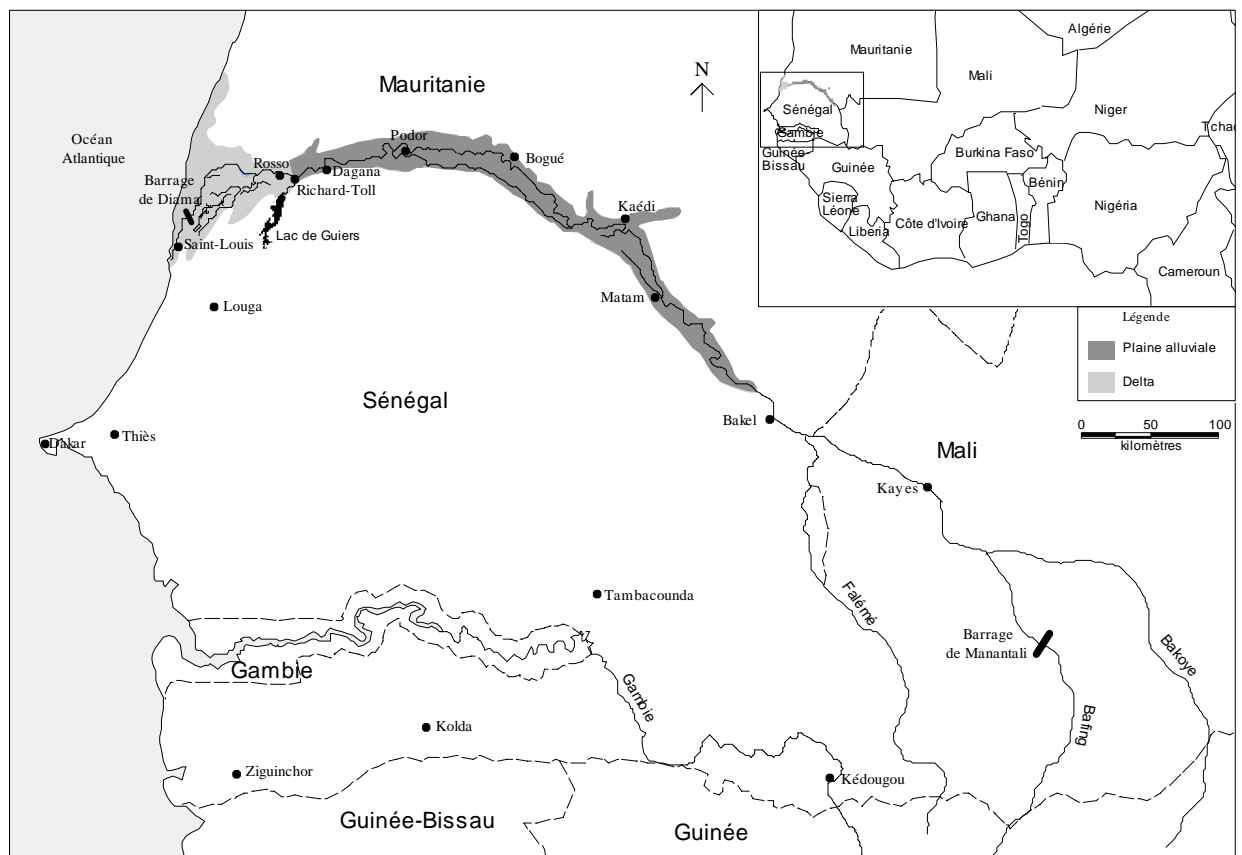 Mauritanie
N
Océan
Atlantique
Podor
Bogué
Rosso
Dagana
Richard-Toll
Barrage
de Diama
Kaédi
Lac de Guiers
Saint-Louis
Matam
Louga
Sénégal
Bakel
Dakar
Thiès
Mali
Kayes
Tambacounda
Falémé
Barrage
de Manantali
Bakoye
Gambie
Gambie
Bafing
Kolda
Ziguinchor
Kédougou
Guinée-Bissau
Guinée
Algérie
Mauritanie
Mali
Niger
Tchad
Sénégal
Gambie
Guinée-
Bissau
Guinée
Burkina Faso
Bénin
Sierra
Léone
Liberia
Côte d'Ivoire
Ghana
Togo
Nigéria
Cameroun
Légende
Plaine alluviale
Delta
0 50 100
kilomètres